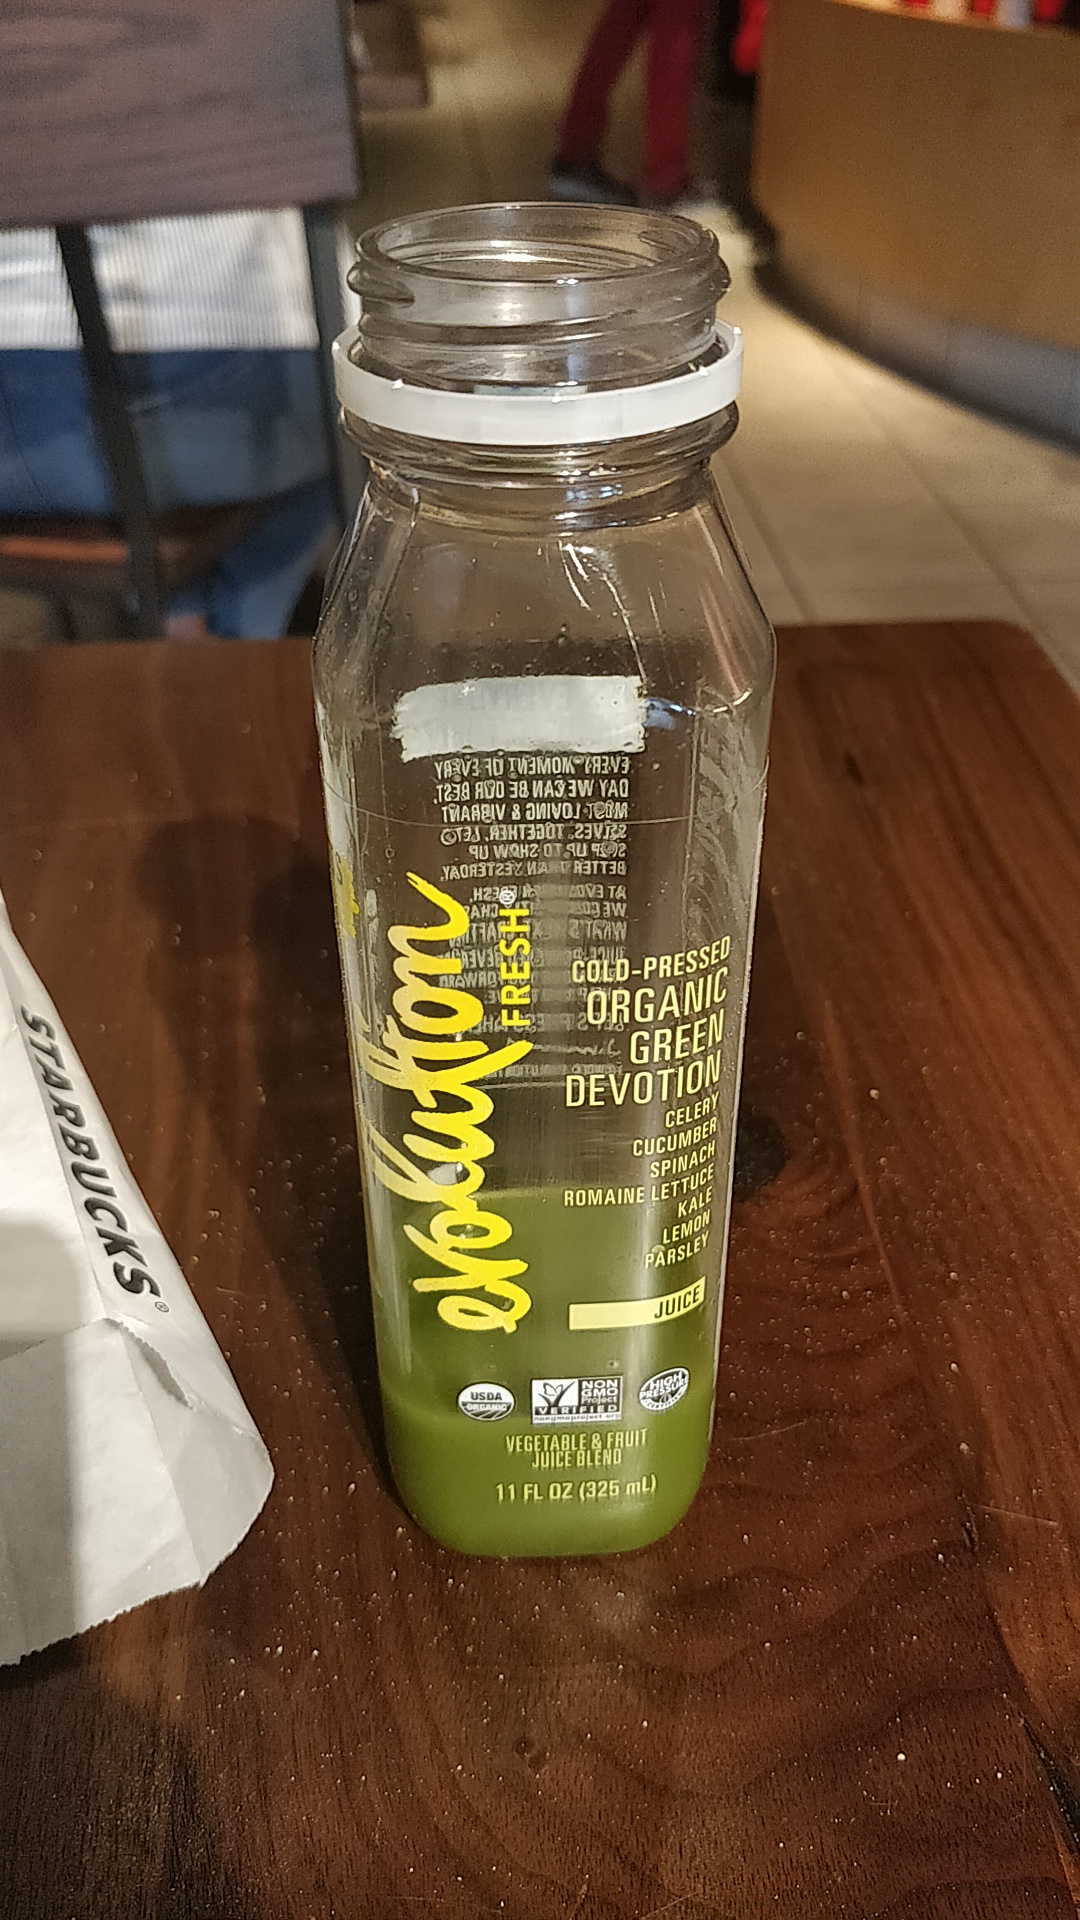 evolution
FRESH®
COLD-PRESSED
ORGANIC
GREEN
DEVOTION
CELERY
CUCUMBER
SPINACH
ROMAINE LETTUCE
KALE
LEMON
PARSLEY
JUICE
USDA
ORGANIC
NON
GMO
Project
VERIFIED
nongmoproject.org
HIGH
PRESSURE
VEGETABLE & FRUIT
JUICE BLEND
11 FL OZ (325 mL)
EVERY MOMENT OF EVERY
DAY WE CAN BE OUR BEST,
MOST LOVING & VIBRANT
SELVES. TOGETHER, LET'S
STEP UP TO SHOW UP
BETTER THAN YESTERDAY.
STARBUCKS®